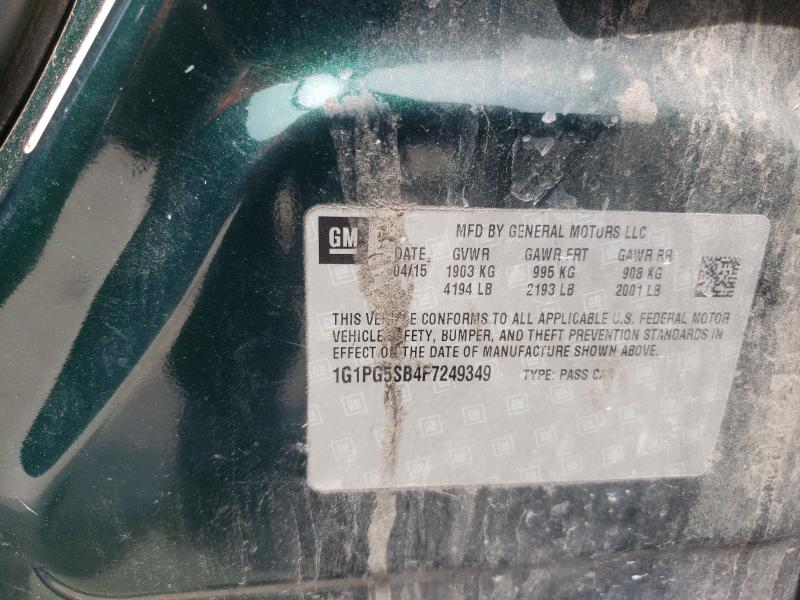 GM
MFD BY GENERAL MOTORS LLC
DATE GVWR GAWR FRT GAWR RR
04/15 1903 KG 995 KG 908 KG
4194 LB 2193 LB 2001 LB
THIS VEHICLE CONFORMS TO ALL APPLICABLE U.S. FEDERAL MOTOR
VEHICLE SAFETY, BUMPER, AND THEFT PREVENTION STANDARDS IN
EFFECT ON THE DATE OF MANUFACTURE SHOWN ABOVE.
1G1PG5SB4F7249349 TYPE: PASS CAR